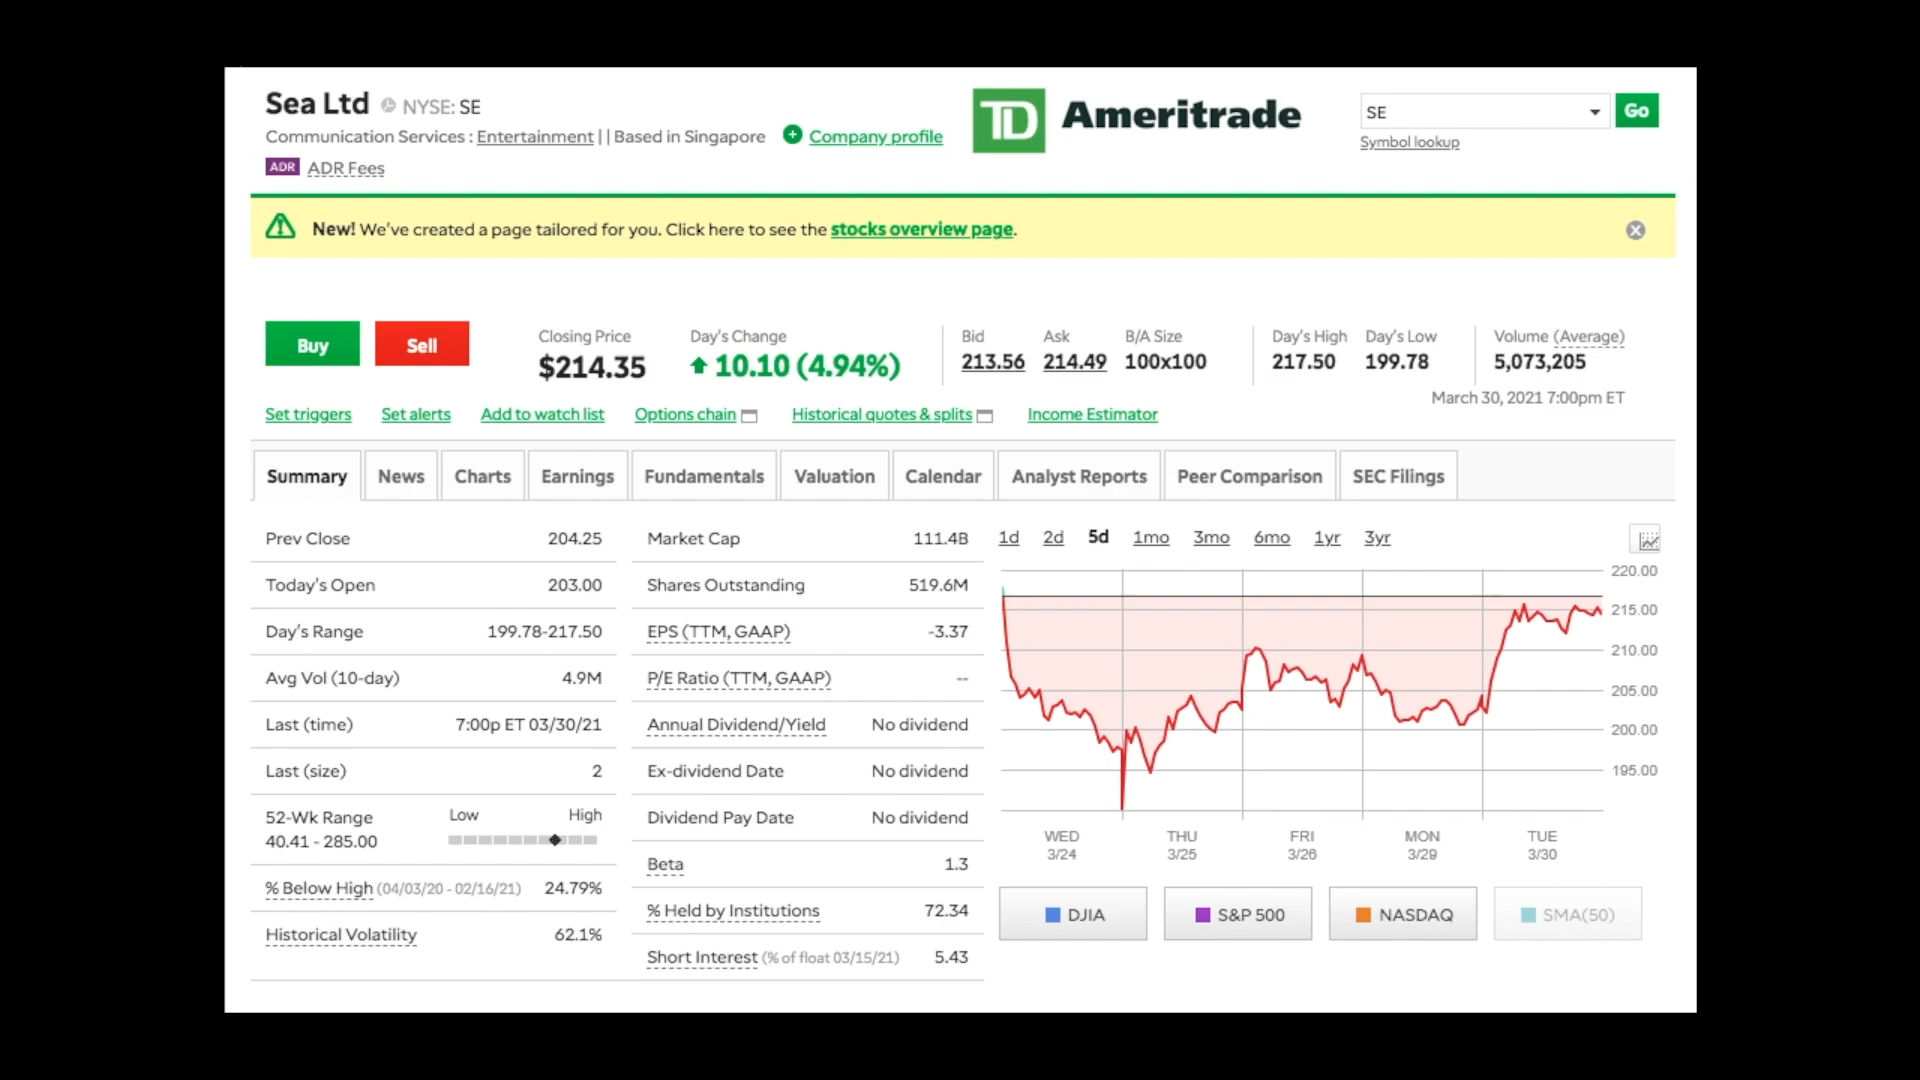 Sea Ltd NYSE: SE
Communication Services : Entertainment || Based in Singapore Company profile
ADR ADR Fees
TD Ameritrade
SE Go
Symbol lookup
New! We've created a page tailored for you. Click here to see the stocks overview page.
Buy Sell
Closing Price Day's Change Bid Ask B/A Size Day's High Day's Low Volume (Average)
$214.35 10.10 (4.94%) 213.56 214.49 100x100 217.50 199.78 5,073,205
March 30, 2021 7:00pm ET
Set triggers Set alerts Add to watch list Options chain Historical quotes & splits Income Estimator
Summary News Charts Earnings Fundamentals Valuation Calendar Analyst Reports Peer Comparison SEC Filings
Prev Close 204.25
Today's Open 203.00
Day's Range 199.78-217.50
Avg Vol (10-day) 4.9M
Last (time) 7:00p ET 03/30/21
Last (size) 2
52-Wk Range Low High
40.41 - 285.00
% Below High (04/03/20 - 02/16/21) 24.79%
Historical Volatility 62.1%
Market Cap 111.4B
Shares Outstanding 519.6M
EPS (TTM, GAAP) -3.37
P/E Ratio (TTM, GAAP) --
Annual Dividend/Yield No dividend
Ex-dividend Date No dividend
Dividend Pay Date No dividend
Beta 1.3
% Held by Institutions 72.34
Short Interest (% of float 03/15/21) 5.43
1d 2d 5d 1mo 3mo 6mo 1yr 3yr
220.00
215.00
210.00
205.00
200.00
195.00
WED THU FRI MON TUE
3/24 3/25 3/26 3/29 3/30
DJIA S&P 500 NASDAQ SMA(50)